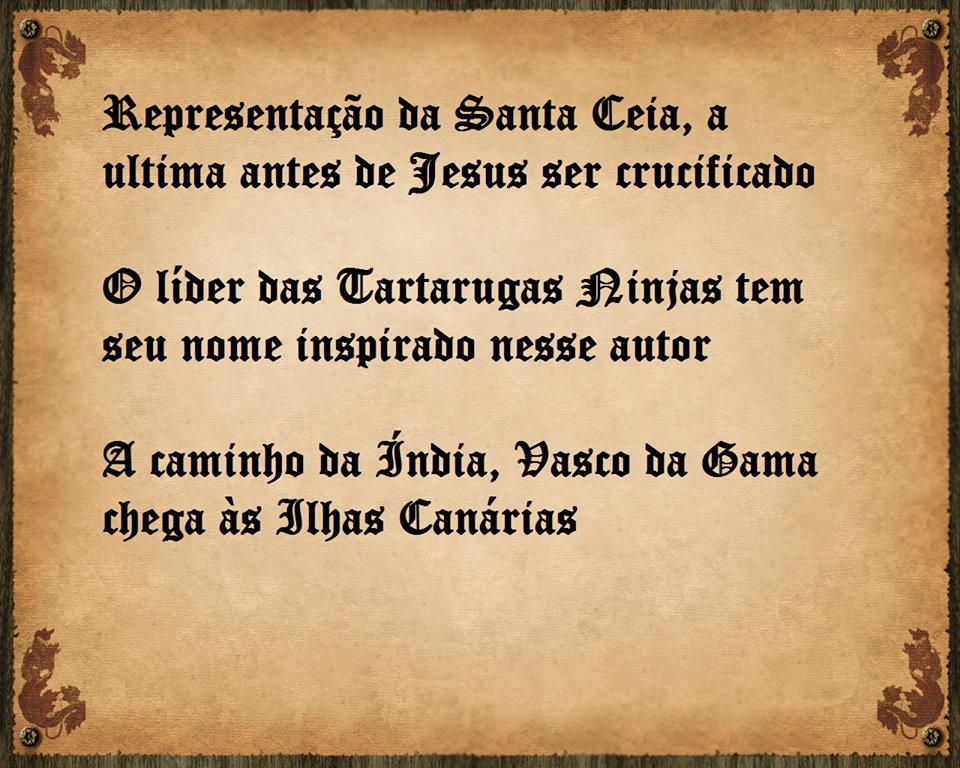 Representação da Santa Ceia, a
ultima antes de Jesus ser crucificado
O líder das Tartarugas Ninjas tem
seu nome inspirado nesse autor
A caminho da Índia, Vasco da Gama
chega às Ilhas Canárias